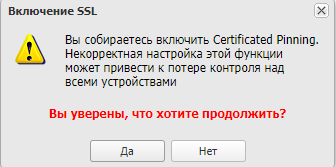 Включение SSL
Вы собираетесь включить Certificated Pinning.
Некорректная настройка этой функции
может привести к потере контроля над
всеми устройствами
Вы уверены, что хотите продолжить?
Да
Нет